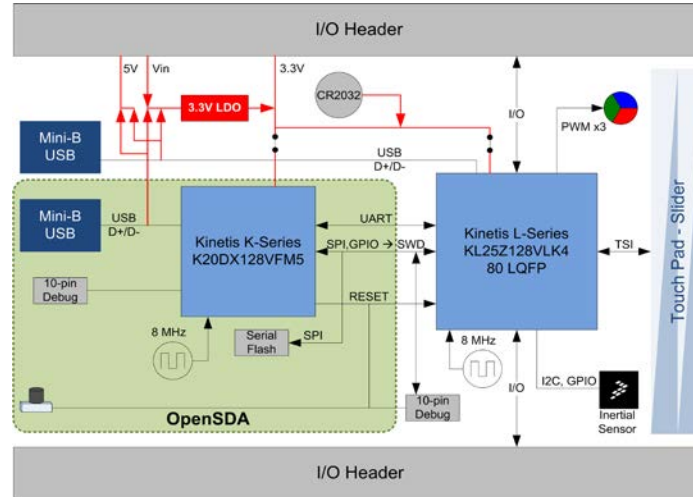 I/O Header
5V
Vin
3.3V
3.3V LDO
CR2032
I/O
PWM x3
Mini-B
USB
USB
D+/D-
Mini-B
USB
USB
D+/D-
Kinetis K-Series
K20DX128VFM5
UART
SPI,GPIO → SWD
RESET
Kinetis L-Series
KL25Z128VLK4
80 LQFP
TSI
Touch Pad - Slider
10-pin
Debug
8 MHz
Serial
Flash
SPI
8 MHz
I/O
I2C, GPIO
Inertial
Sensor
10-pin
Debug
OpenSDA
I/O Header